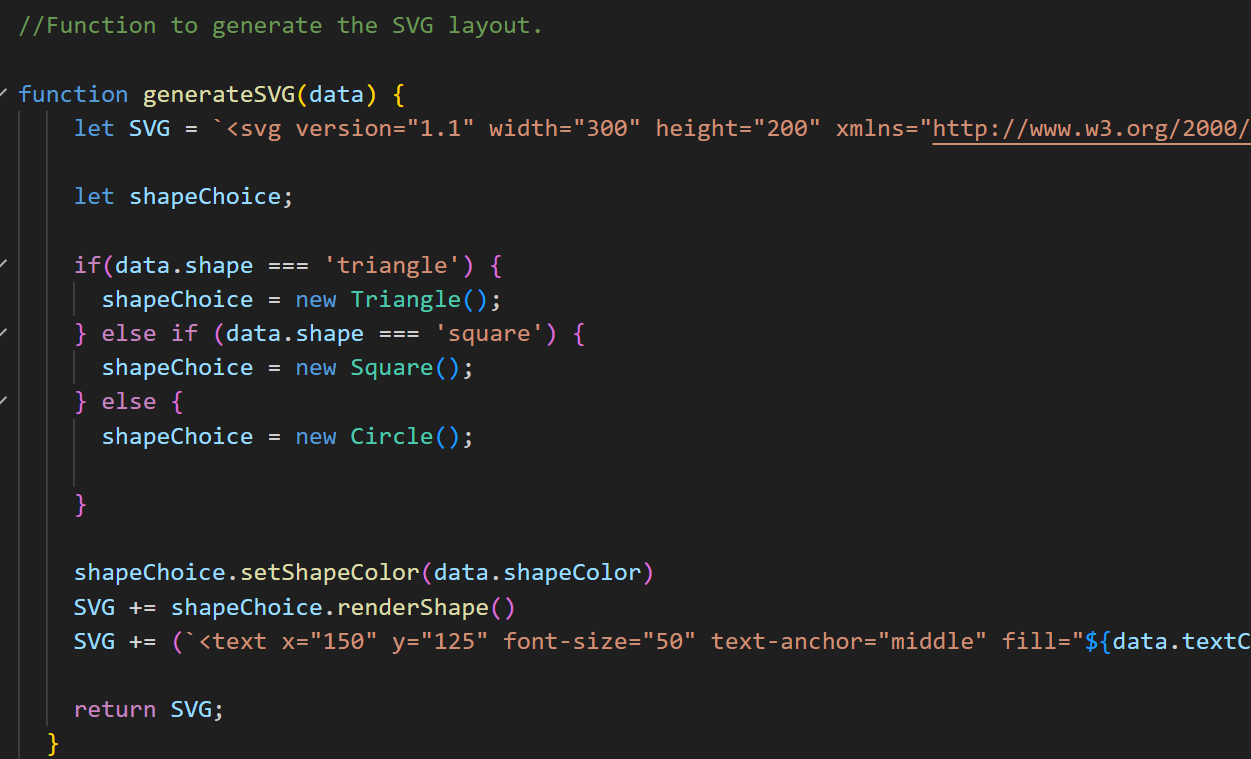 //Function to generate the SVG layout.
function generateSVG(data) {
let SVG = `<svg version="1.1" width="300" height="200" xmlns="http://www.w3.org/2000/
let shapeChoice;
if(data.shape === 'triangle') {
shapeChoice = new Triangle();
} else if (data.shape === 'square') {
shapeChoice = new Square();
} else {
shapeChoice = new Circle();
}
shapeChoice.setShapeColor(data.shapeColor)
SVG += shapeChoice.renderShape()
SVG += (`<text x="150" y="125" font-size="50" text-anchor="middle" fill="${data.textC
return SVG;
}